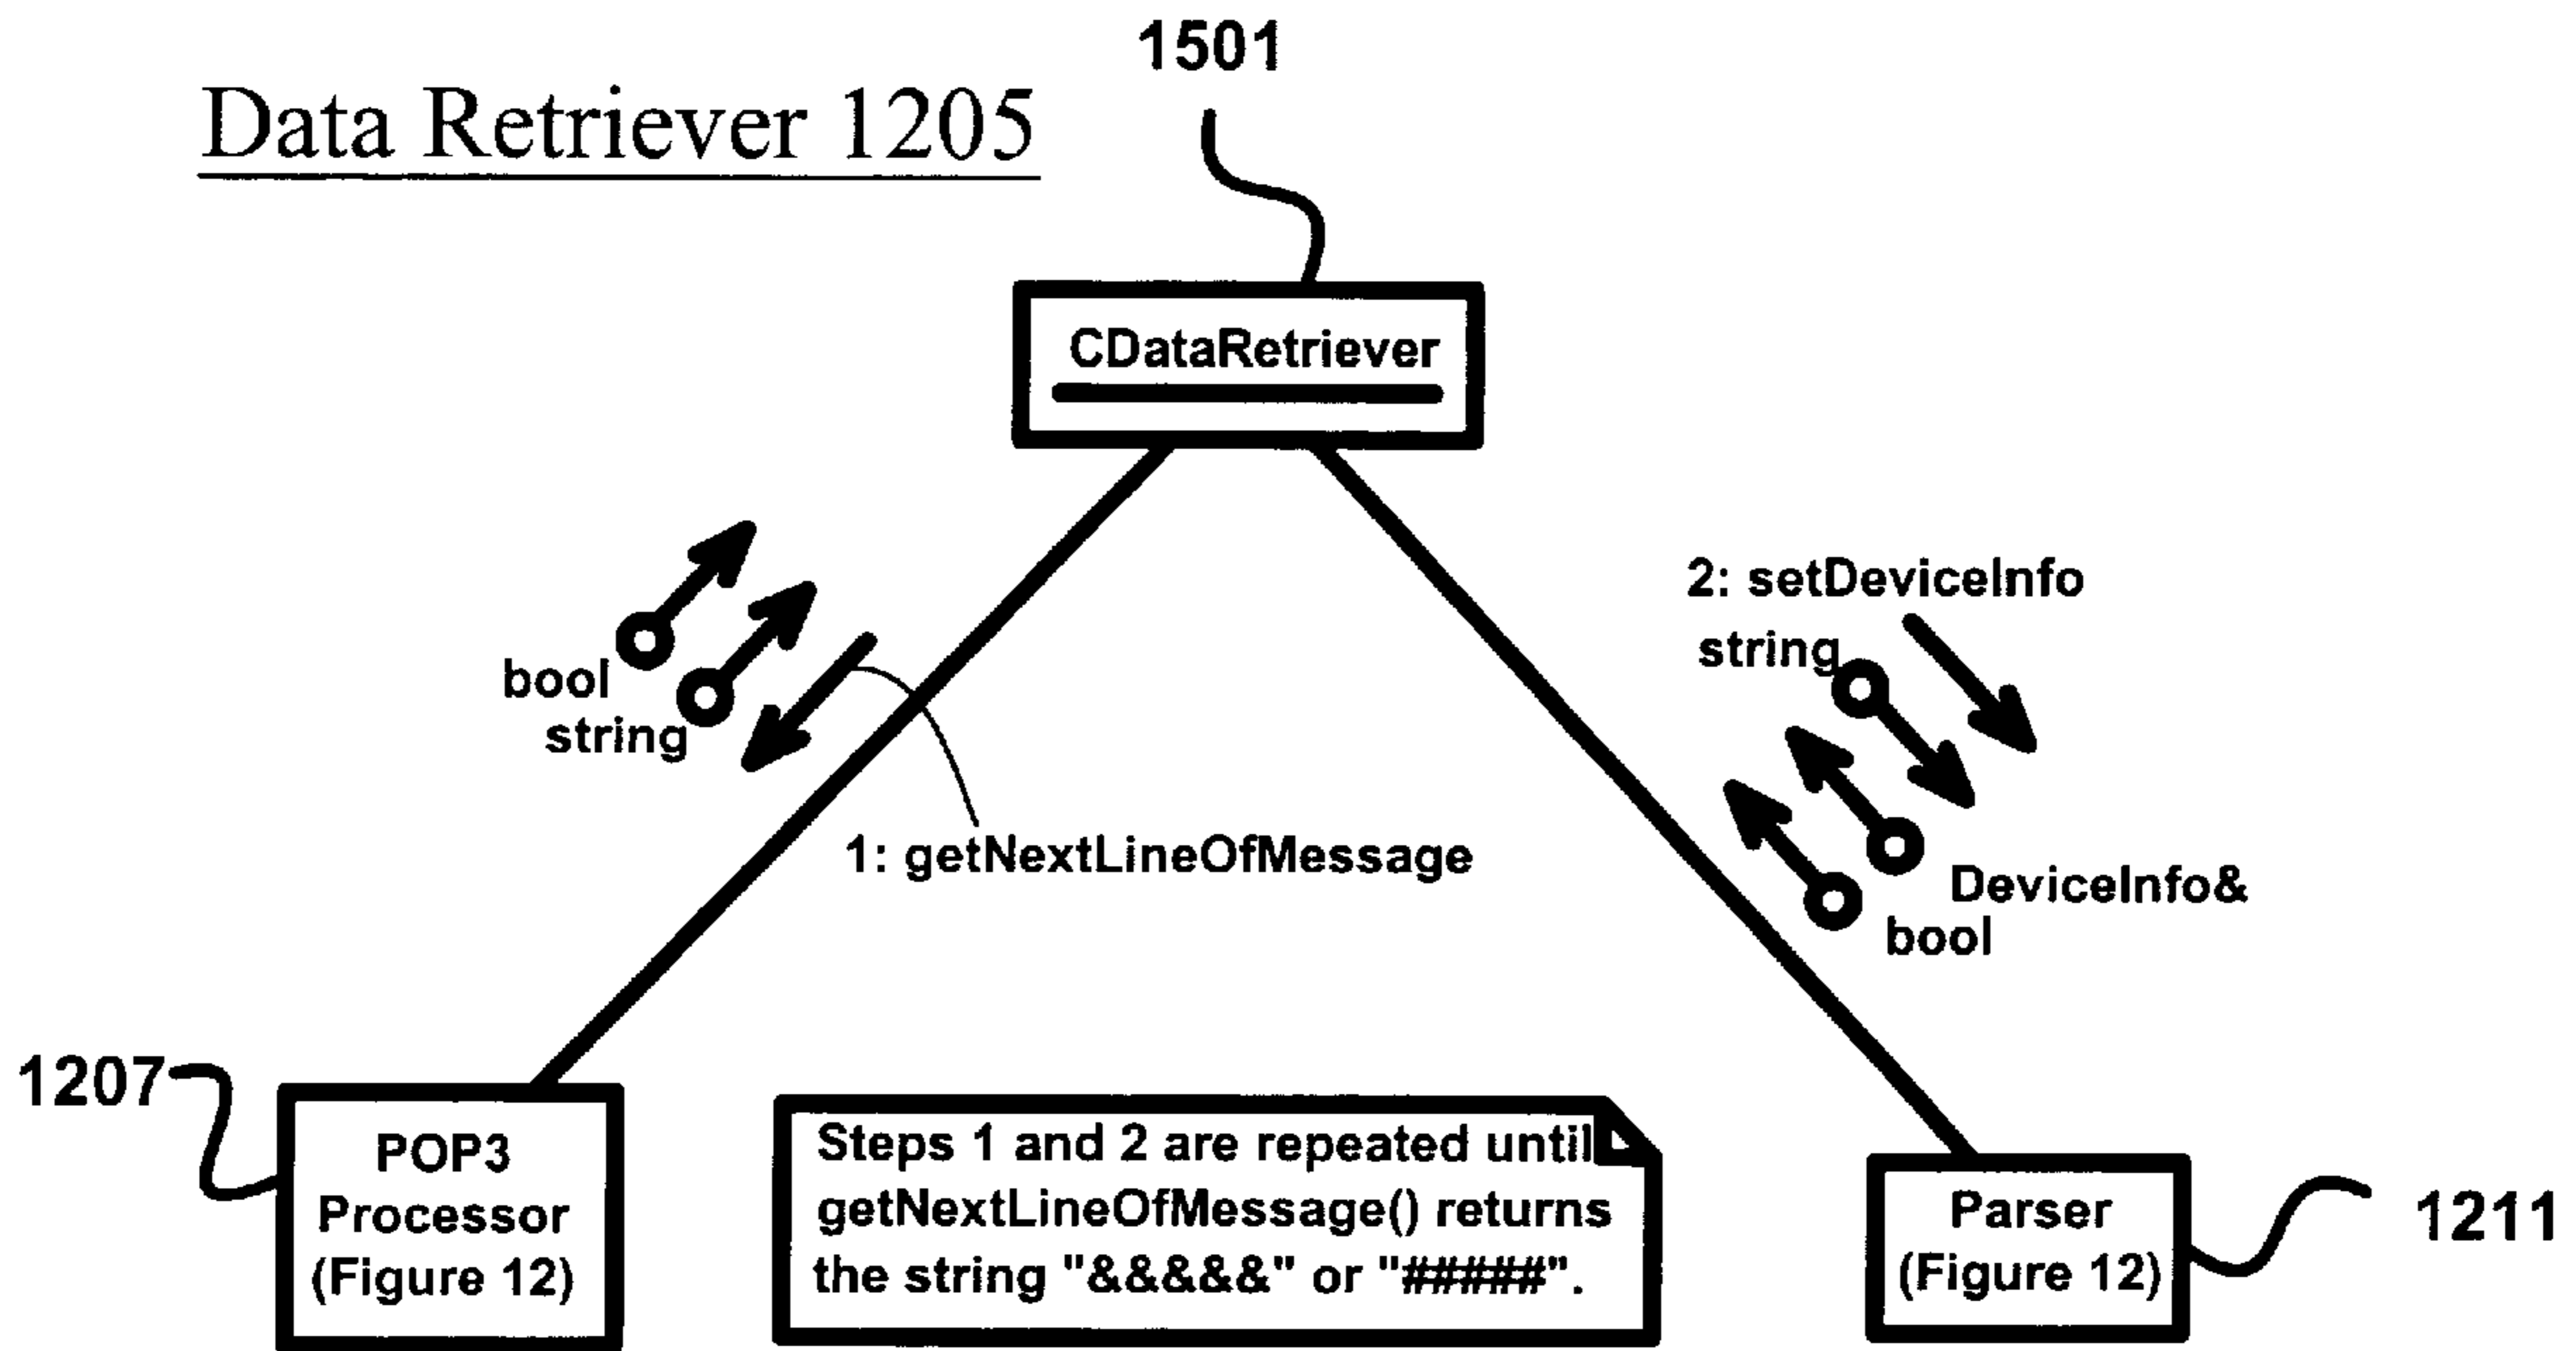 1501
Data Retriever 1205
CDataRetriever
2: setDeviceInfo
string
bool
string
1: getNextLineOfMessage
DeviceInfo&
bool
1207
POP3
Processor
(Figure 12)
Steps 1 and 2 are repeated until
getNextLineOfMessage() returns
the string "&&&&&" or "#####".
Parser
(Figure 12)
1211